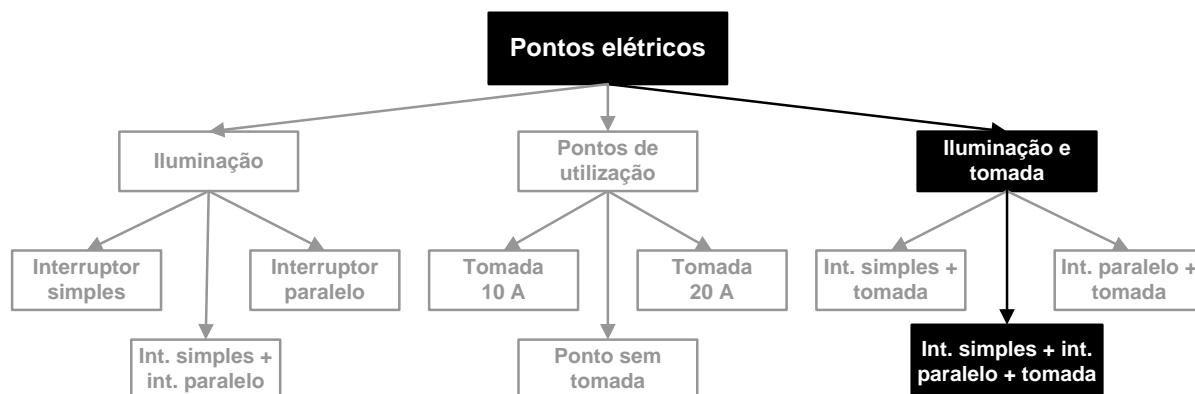 Pontos elétricos
Iluminação
Pontos de
utilização
Iluminação e
tomada
Interruptor
simples
Interruptor
paralelo
Tomada
10 A
Tomada
20 A
Int. simples +
tomada
Int. paralelo +
tomada
Int. simples +
int. paralelo
Ponto sem
tomada
Int. simples + int.
paralelo + tomada